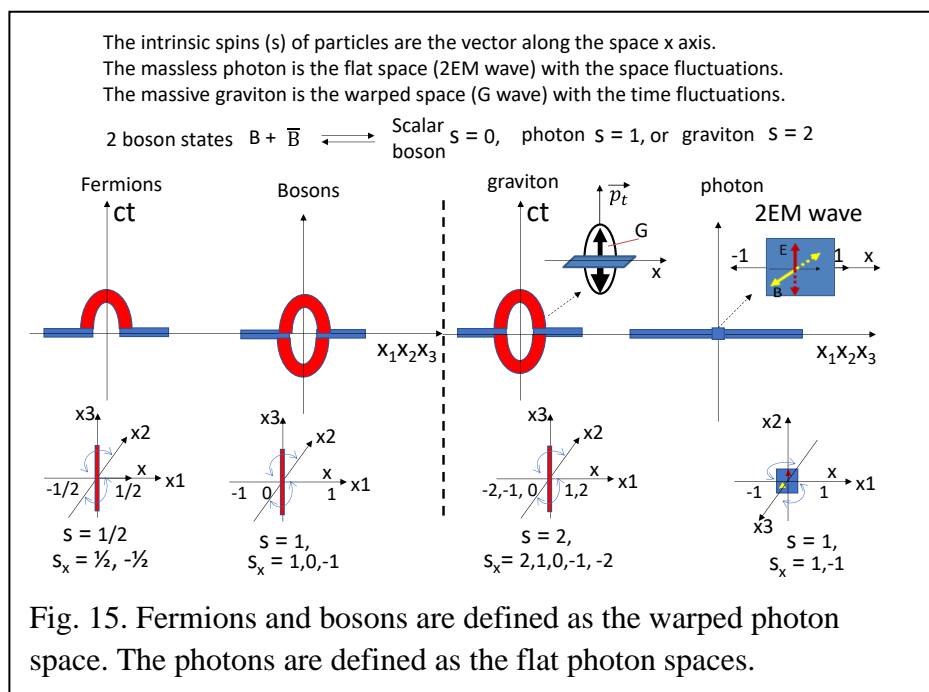 The intrinsic spins (s) of particles are the vector along the space x axis.
The massless photon is the flat space (2EM wave) with the space fluctuations.
The massive graviton is the warped space (G wave) with the time fluctuations.
2 boson states B + B̅ ⇄ Scalar boson s = 0, photon s = 1, or graviton s = 2
Fermions
ct
Bosons
x₁x₂x₃
graviton
ct
p⃗ₜ
G
x
photon
2EM wave
-1
E
B
1
x
x₁x₂x₃
x3
x2
x
x1
-1/2
1/2
s = 1/2
sₓ = ½, -½
x3
x2
x
x1
-1
0
1
s = 1,
sₓ = 1,0,-1
x3
x2
x
x1
-2,-1, 0
1,2
s = 2,
sₓ = 2,1,0,-1, -2
x2
x1
x3
-1
1
s = 1,
sₓ = 1,-1
Fig. 15. Fermions and bosons are defined as the warped photon
space. The photons are defined as the flat photon spaces.